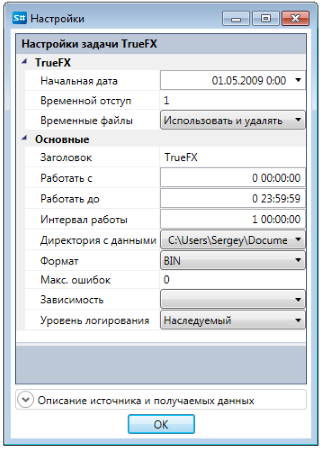 S# Настройки
Настройки задачи TrueFX
TrueFX
Начальная дата 01.05.2009 0:00
Временной отступ 1
Временные файлы Использовать и удалять
Основные
Заголовок TrueFX
Работать с 0 00:00:00
Работать до 0 23:59:59
Интервал работы 1 00:00:00
Директория с данными C:\Users\Sergey\Docume
Формат BIN
Макс. ошибок 0
Зависимость
Уровень логирования Наследуемый
Описание источника и получаемых данных
OK